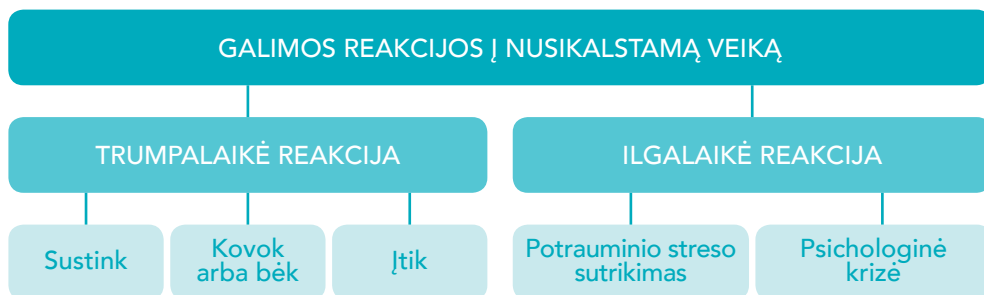 GALIMOS REAKCIJOS Į NUSIKALSTAMĄ VEIKĄ
TRUMPALAIKĖ REAKCIJA
ILGALAIKĖ REAKCIJA
Sustink
Kovok
arba bėk
Įtik
Potrauminio streso
sutrikimas
Psichologinė
krizė